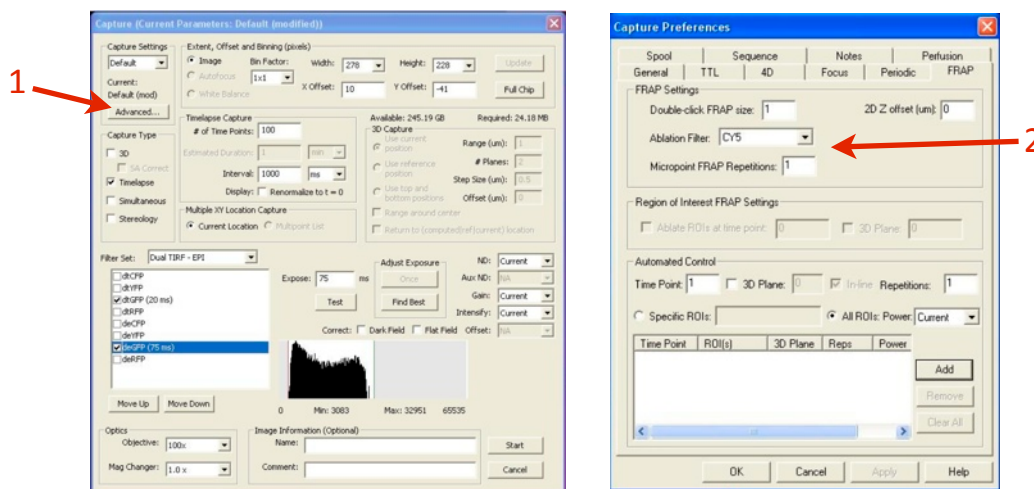 Capture (Current Parameters: Default (modified))
Capture Settings
Default
Current:
Default (mod)
Advanced...
1
Extent, Offset and Binning (pixels)
Image Bin Factor: Width: 278 Height: 228 Update
Autofocus 1x1 X Offset: 10 Y Offset: -41 Full Chip
White Balance
Capture Type
3D
SA Correct
Timelapse
Simultaneous
Stereology
Timelapse Capture
# of Time Points: 100
Estimated Duration: 1 min
Interval: 1000 ms
Display: Renormalize to t = 0
Multiple XY Location Capture
Current Location Multipoint List
Available: 245.19 GB Required: 24.18 MB
3D Capture
Use current position Range (um): 1
Use reference position # Planes: 2
Step Size (um): 0.5
Use top and bottom positions Offset (um): 0
Range around center
Return to (computed|ref|current) location
Filter Set: Dual TIRF - EPI
dtCFP
dtYFP
dtGFP (20 ms)
dtRFP
deCFP
deYFP
deGFP (75 ms)
deRFP
Move Up Move Down
Expose: 75 ms
Test
Adjust Exposure
Once
Find Best
ND: Current
Aux ND: NA
Gain: Current
Intensify: Current
Correct: Dark Field Flat Field Offset: NA
0 Min: 3083 Max: 32951 65535
Optics
Objective: 100x
Mag Changer: 1.0 x
Image Information (Optional)
Name:
Comment:
Start
Cancel
Capture Preferences
Spool Sequence Notes Perfusion
General TTL 4D Focus Periodic FRAP
FRAP Settings
Double-click FRAP size: 1 2D Z offset (um): 0
Ablation Filter: CY5
2
Micropoint FRAP Repetitions: 1
Region of Interest FRAP Settings
Ablate ROIs at time point: 0 3D Plane: 0
Automated Control
Time Point: 1 3D Plane: 0 In-line Repetitions: 1
Specific ROIs: All ROIs: Power: Current
Time Point ROI(s) 3D Plane Reps Power
Add
Remove
Clear All
OK Cancel Apply Help